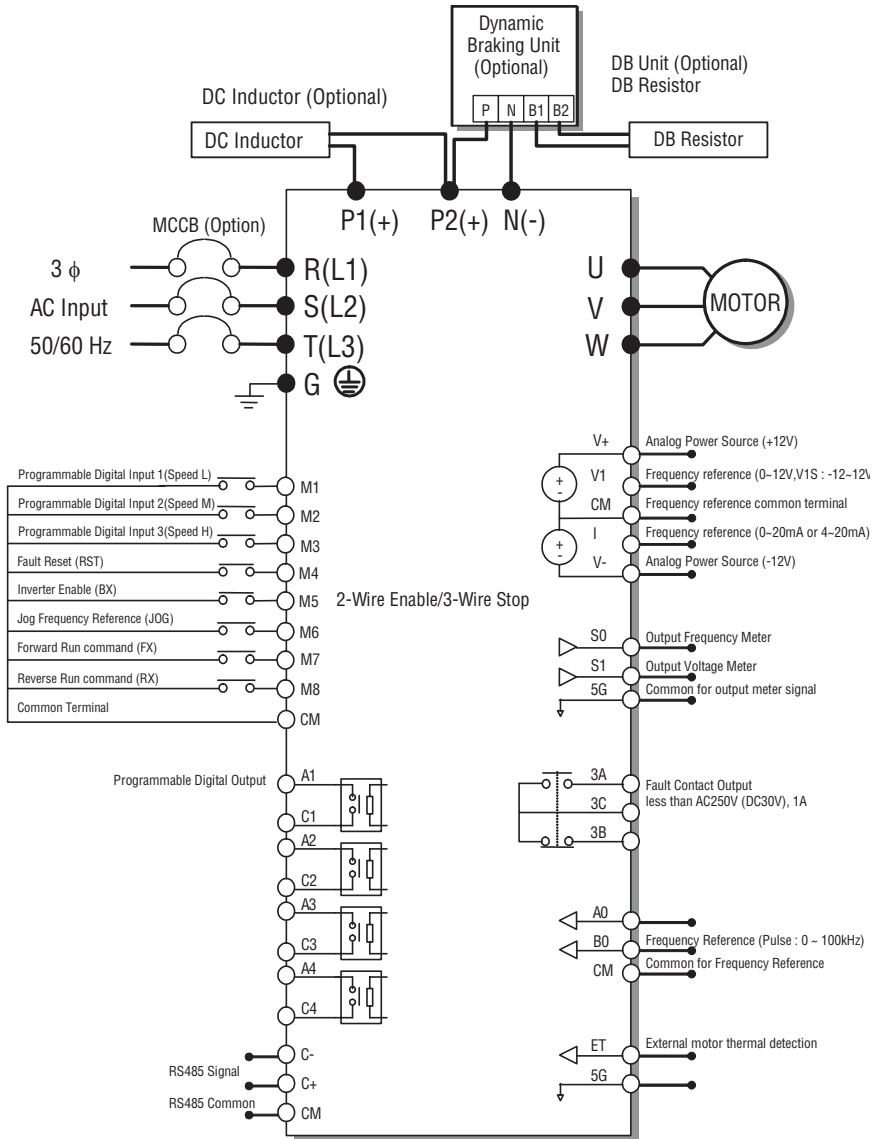 Dynamic
Braking Unit
(Optional)
P N B1 B2
DB Unit (Optional)
DB Resistor
DC Inductor (Optional)
DC Inductor
DB Resistor
P1(+) P2(+) N(-)
MCCB (Option)
3 ϕ
AC Input
50/60 Hz
R(L1)
S(L2)
T(L3)
G
U
V
W
MOTOR
Programmable Digital Input 1(Speed L)
M1
Programmable Digital Input 2(Speed M)
M2
Programmable Digital Input 3(Speed H)
M3
Fault Reset (RST)
M4
Inverter Enable (BX)
M5
Jog Frequency Reference (JOG)
M6
Forward Run command (FX)
M7
Reverse Run command (RX)
M8
Common Terminal
CM
2-Wire Enable/3-Wire Stop
Programmable Digital Output
A1
C1
A2
C2
A3
C3
A4
C4
RS485 Signal
C-
C+
RS485 Common
CM
V+ Analog Power Source (+12V)
+
-
V1 Frequency reference (0~12V,V1S : -12~12V
CM Frequency reference common terminal
+
-
I Frequency reference (0~20mA or 4~20mA)
V- Analog Power Source (-12V)
S0 Output Frequency Meter
S1 Output Voltage Meter
5G Common for output meter signal
3A
3C
3B
Fault Contact Output
less than AC250V (DC30V), 1A
A0
B0 Frequency Reference (Pulse : 0 ~ 100kHz)
CM Common for Frequency Reference
ET External motor thermal detection
5G